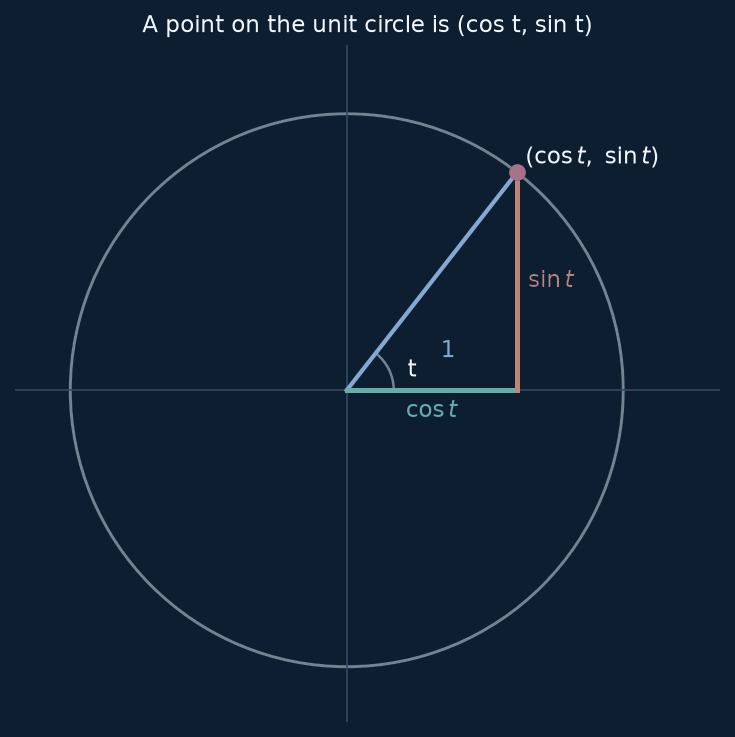 A point on the unit circle is (cos t, sin t)
(cos t, sin t)
sin t
1
t
cos t